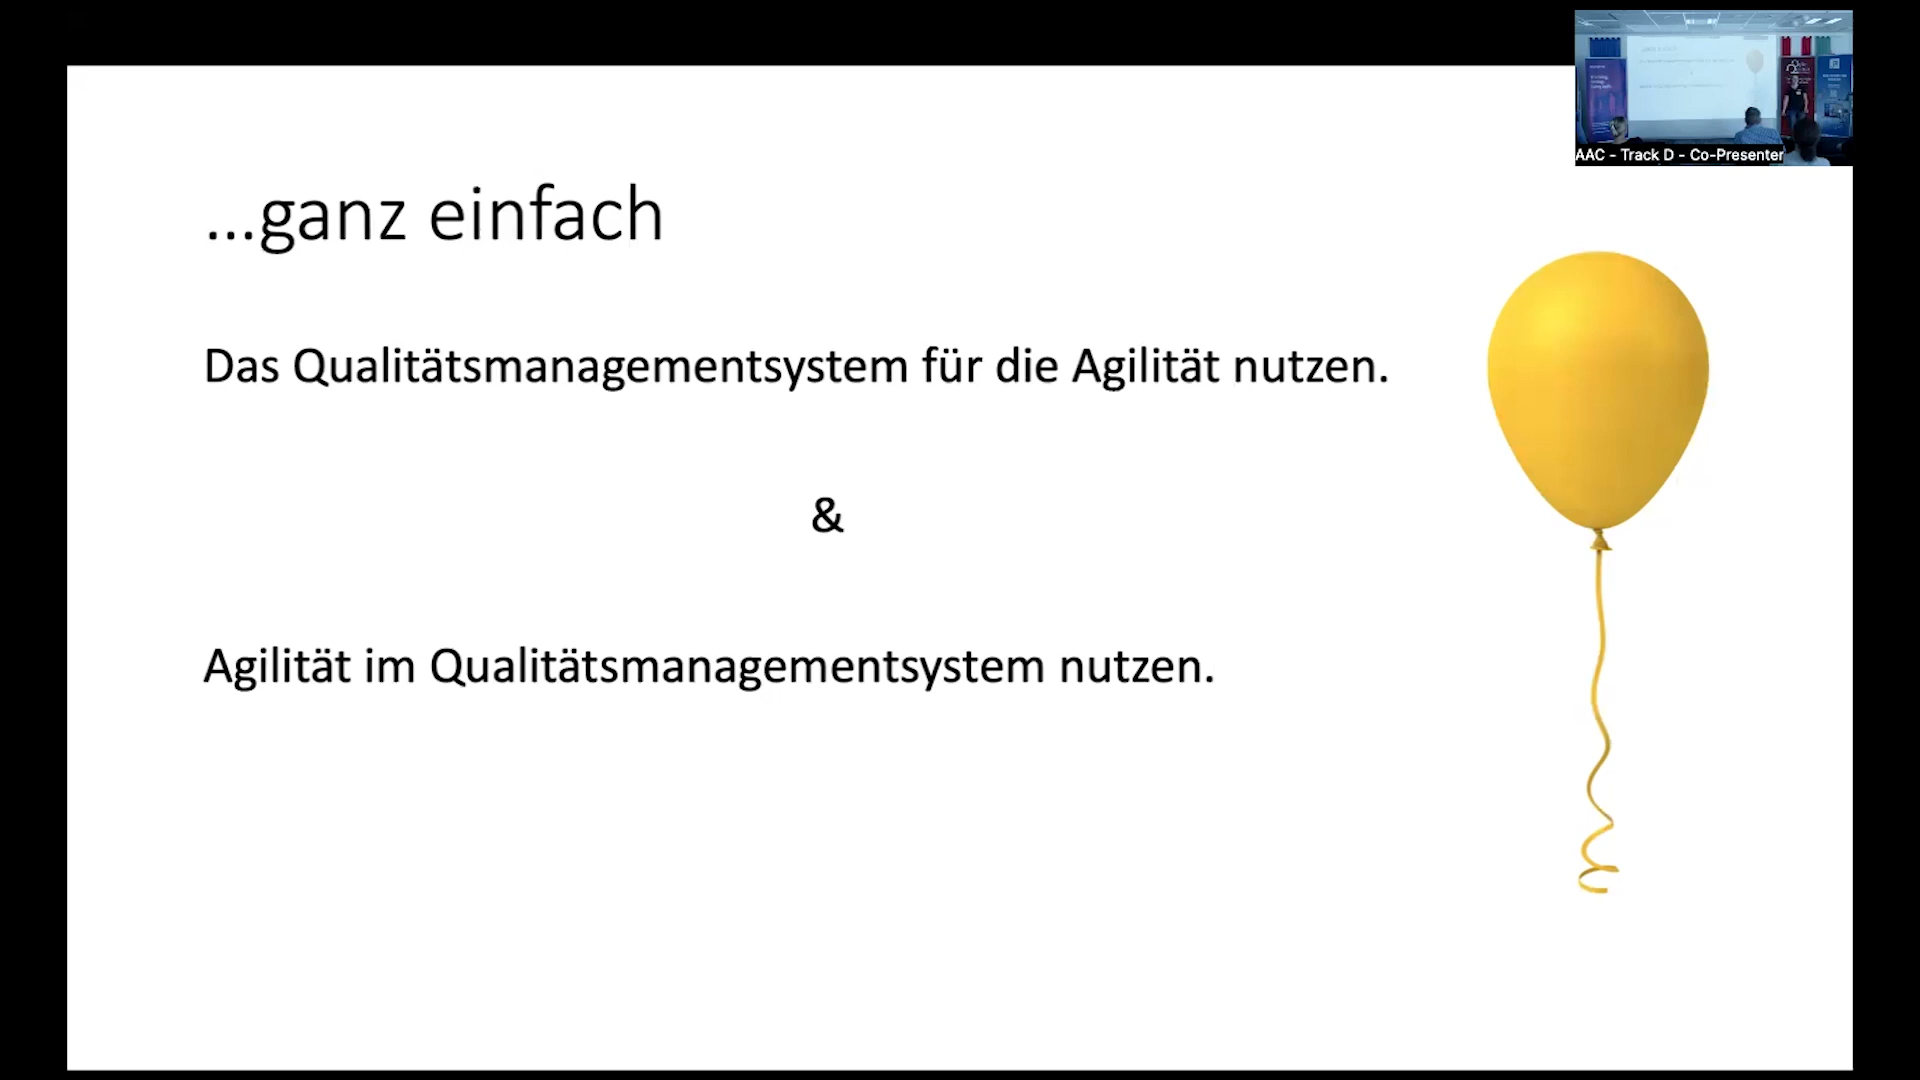 AAC - Track D - Co-Presenter
...ganz einfach
Das Qualitätsmanagementsystem für die Agilität nutzen.
&
Agilität im Qualitätsmanagementsystem nutzen.